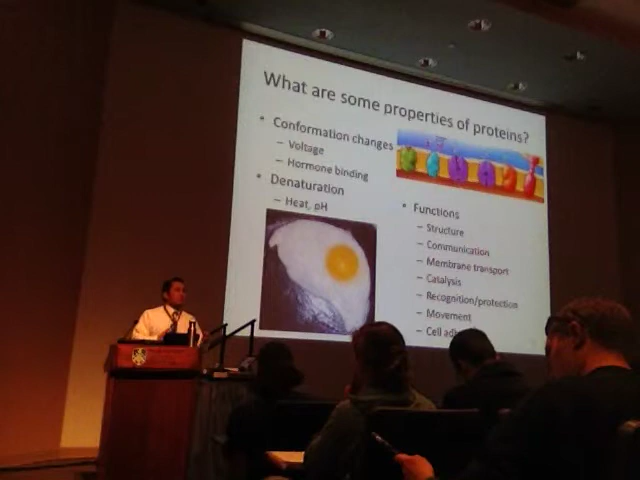 What are some properties of proteins?
• Conformation changes
– Voltage
– Hormone binding
• Denaturation
– Heat, pH
• Functions
– Structure
– Communication
– Membrane transport
– Catalysis
– Recognition/protection
– Movement
– Cell